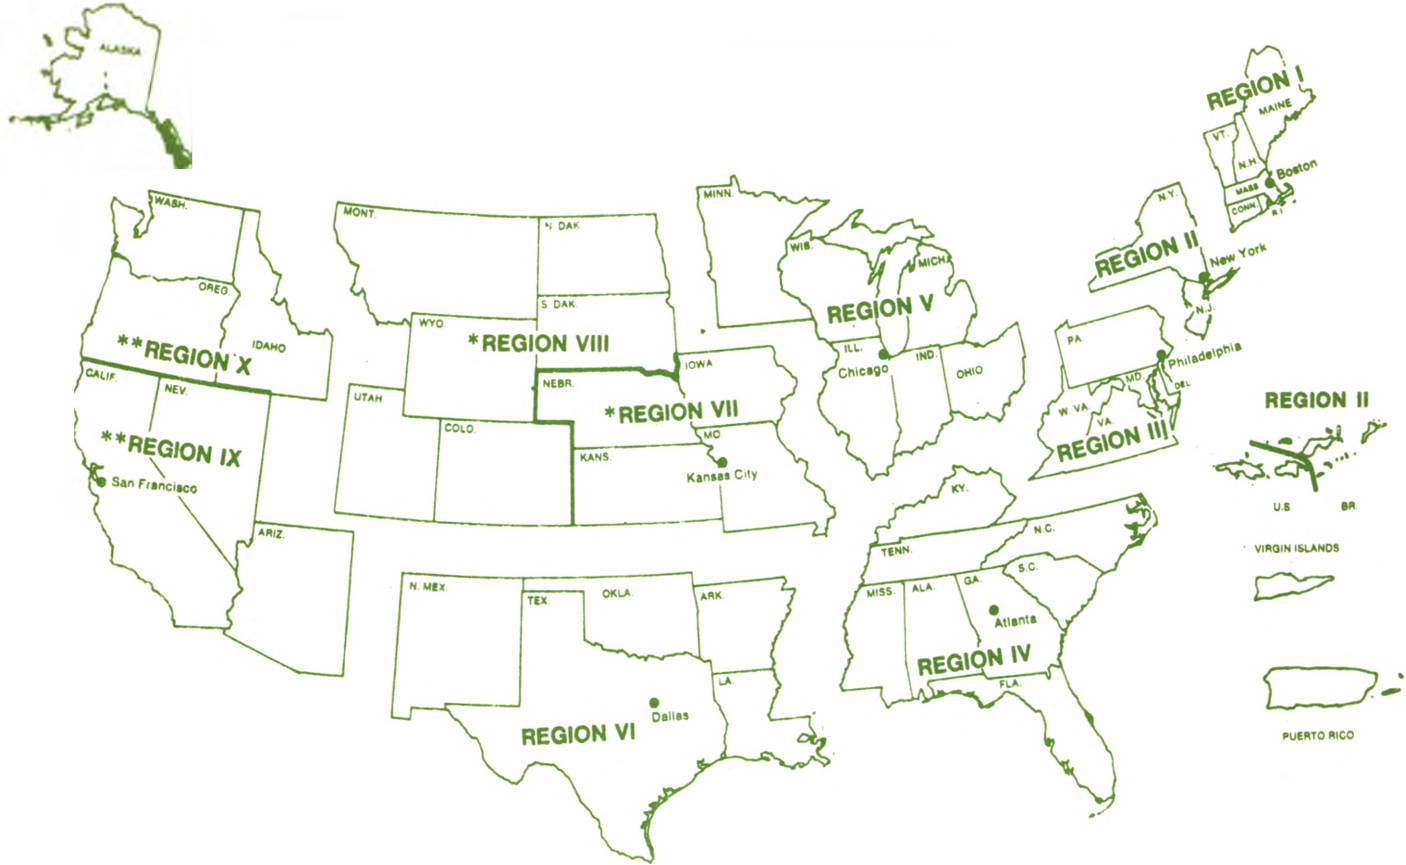 ALASKA
REGION I
MAINE
VT.
N.H.
Boston
MASS
CONN.
R.I.
WASH.
MONT.
N DAK
MINN.
N.Y.
WIS.
REGION II
New York
MICH.
OREG.
S DAK.
REGION V
N.J.
WYO.
*REGION VIII
**REGION X
IDAHO
PA.
ILL.
IND.
Philadelphia
Chicago
OHIO
IOWA
CALIF.
NEV.
UTAH
NEBR.
MD.
DEL
*REGION VII
W VA.
VA.
REGION III
REGION II
COLO.
MO.
**REGION IX
KANS.
Kansas City
San Francisco
KY.
U.S.
BR.
VIRGIN ISLANDS
ARIZ.
N.C.
TENN.
S.C.
N. MEX.
TEX.
OKLA.
ARK.
MISS.
ALA.
GA.
Atlanta
REGION IV
LA.
FLA.
Dallas
REGION VI
PUERTO RICO